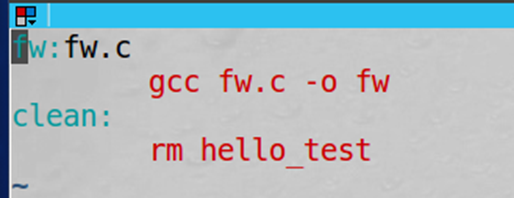 fw:fw.c
        gcc fw.c -o fw
clean:
        rm hello_test
~